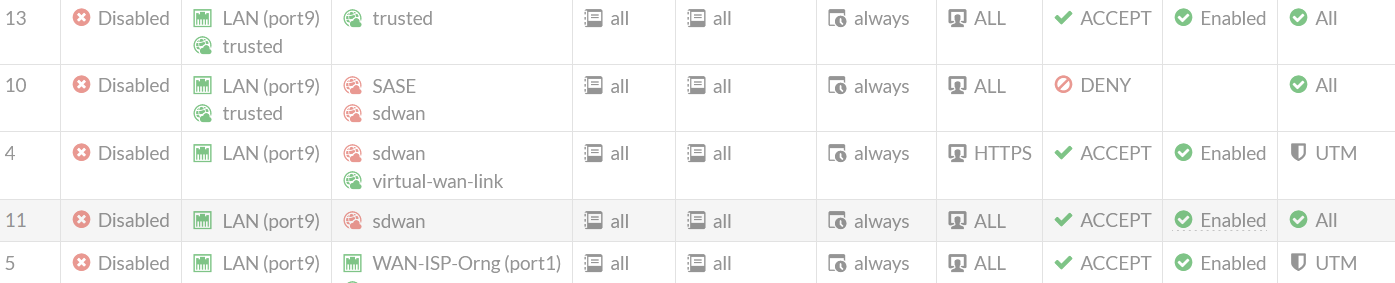 13 Disabled LAN (port9) trusted all all always ALL ACCEPT Enabled All
trusted
10 Disabled LAN (port9) SASE all all always ALL DENY All
trusted sdwan
4 Disabled LAN (port9) sdwan all all always HTTPS ACCEPT Enabled UTM
virtual-wan-link
11 Disabled LAN (port9) sdwan all all always ALL ACCEPT Enabled All
5 Disabled LAN (port9) WAN-ISP-Orng (port1) all all always ALL ACCEPT Enabled UTM